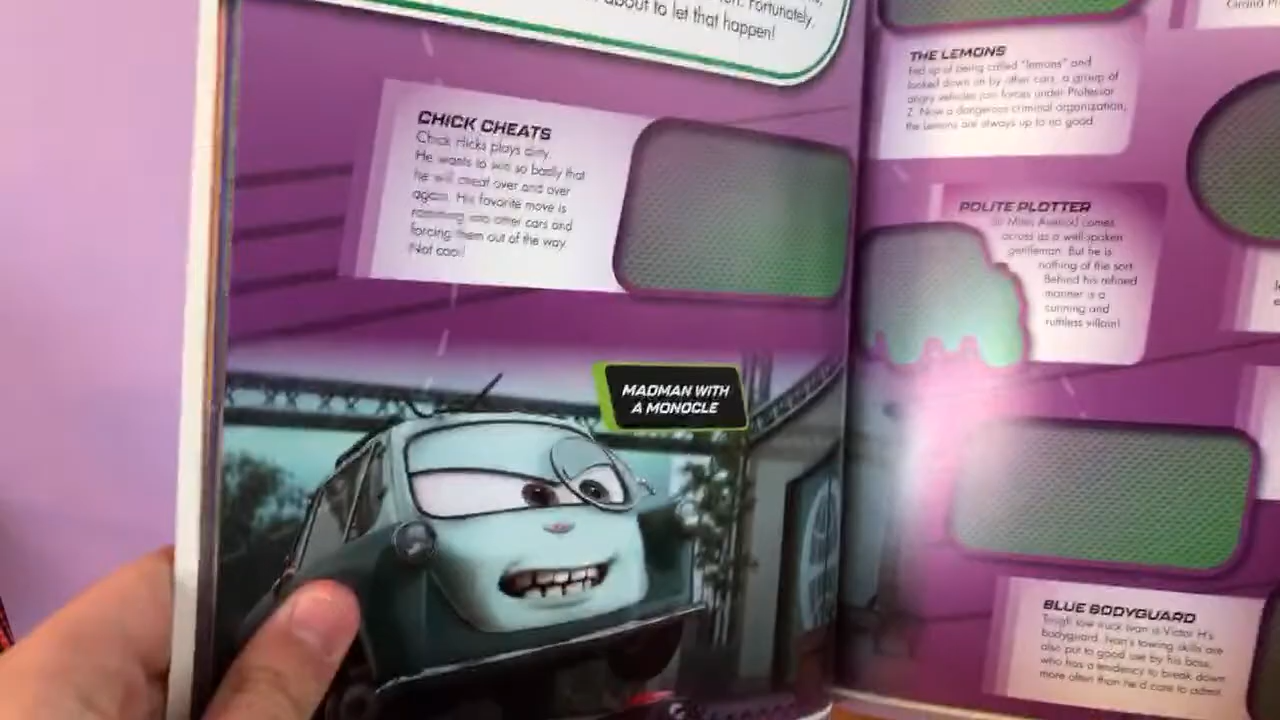 Fortunately,
about to let that happen!
CHICK CHEATS
Chick Hicks plays dirty.
He wants to win so badly that
he will cheat over and over
again. His favorite move is
ramming into other cars and
forcing them out of the way.
Not cool!
MADMAN WITH
A MONOCLE
THE LEMONS
Fed up of being called "lemons" and
looked down on by other cars, a group of
angry vehicles join forces under Professor
Z. Now a dangerous criminal organization,
the Lemons are always up to no good.
POLITE PLOTTER
Sir Miles Axlerod comes
across as a well-spoken
gentleman. But he is
nothing of the sort.
Behind his refined
manner is a
cunning and
ruthless villain!
BLUE BODYGUARD
Tough tow truck Ivan is Victor H's
bodyguard. Ivan's towing skills are
also put to good use by his boss,
who has a tendency to break down
more often than he'd care to admit.